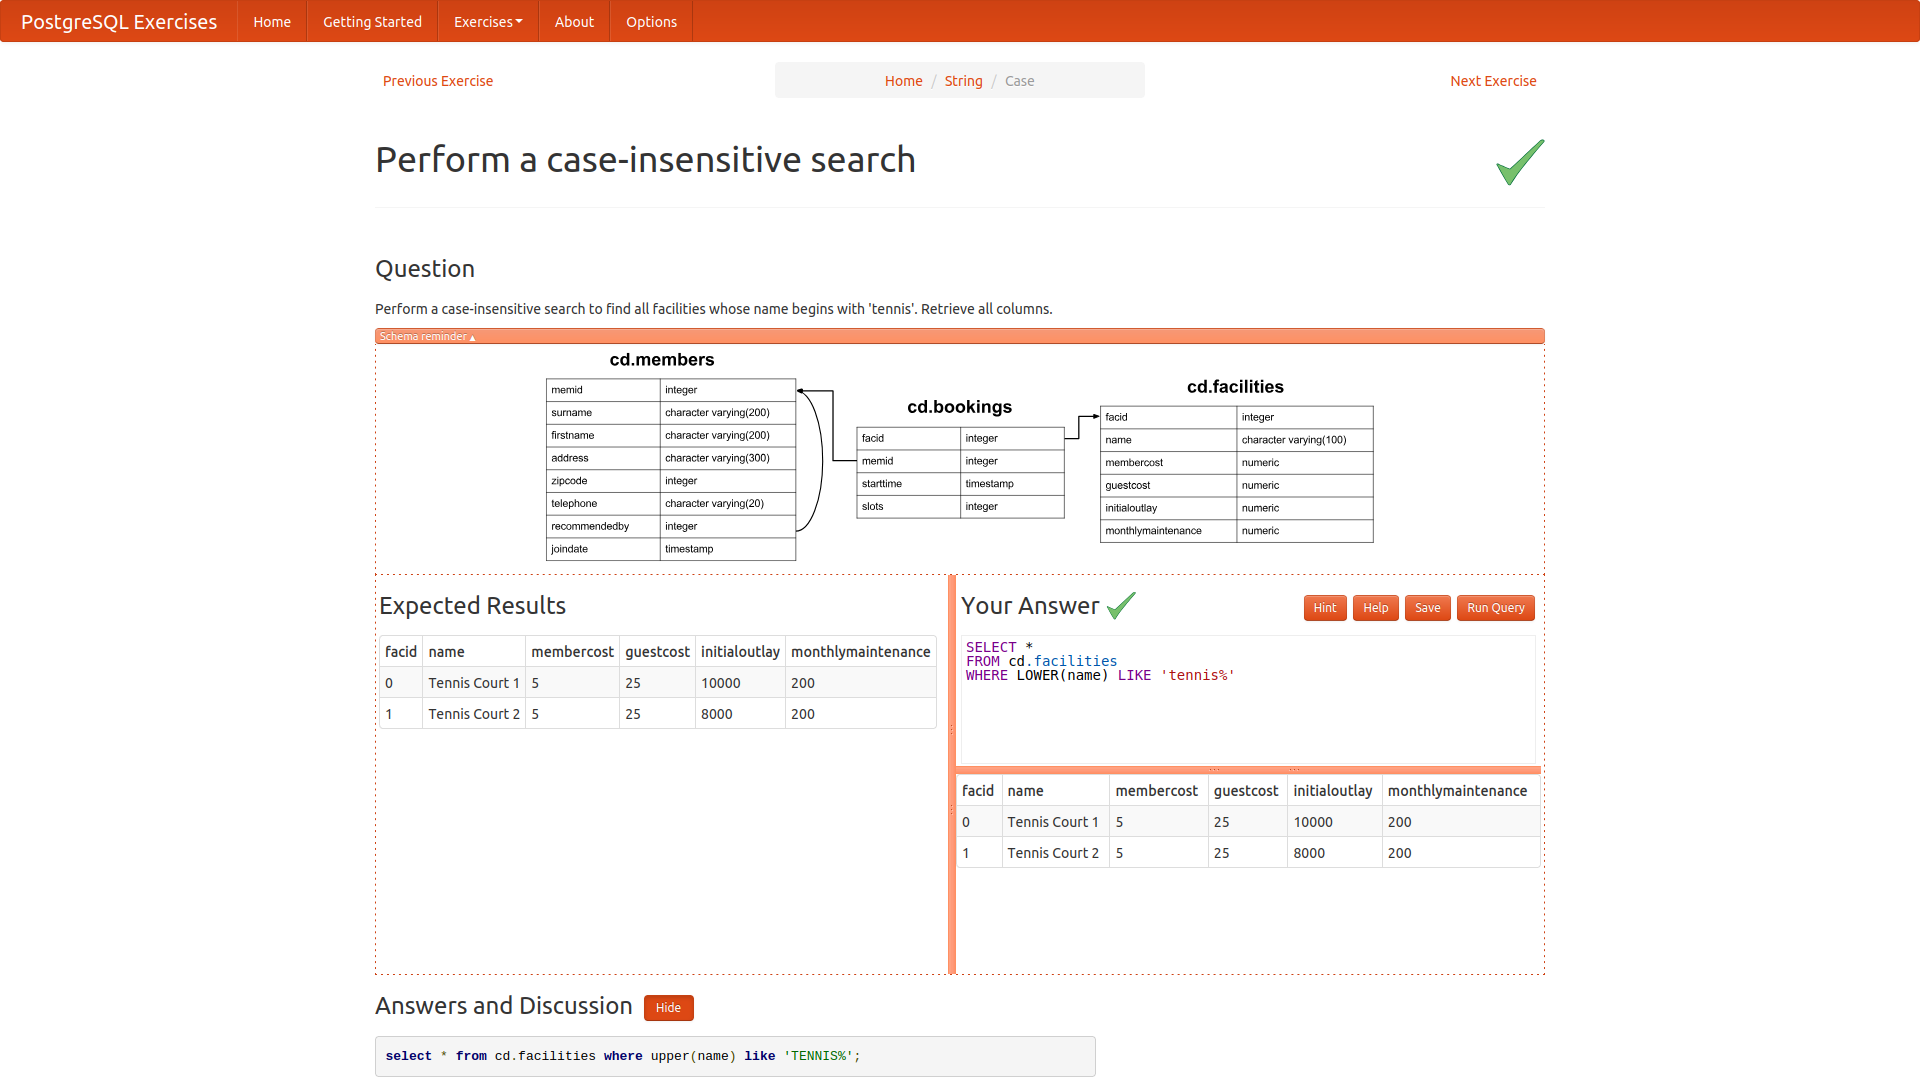 PostgreSQL Exercises Home Getting Started Exercises About Options
Previous Exercise Home / String / Case Next Exercise
Perform a case-insensitive search
Question
Perform a case-insensitive search to find all facilities whose name begins with 'tennis'. Retrieve all columns.
Schema reminder
cd.members
memid integer
surname character varying(200)
firstname character varying(200)
address character varying(300)
zipcode integer
telephone character varying(20)
recommendedby integer
joindate timestamp
cd.bookings
facid integer
memid integer
starttime timestamp
slots integer
cd.facilities
facid integer
name character varying(100)
membercost numeric
guestcost numeric
initialoutlay numeric
monthlymaintenance numeric
Expected Results
facid name membercost guestcost initialoutlay monthlymaintenance
0 Tennis Court 1 5 25 10000 200
1 Tennis Court 2 5 25 8000 200
Your Answer Hint Help Save Run Query
SELECT *
FROM cd.facilities
WHERE LOWER(name) LIKE 'tennis%'
facid name membercost guestcost initialoutlay monthlymaintenance
0 Tennis Court 1 5 25 10000 200
1 Tennis Court 2 5 25 8000 200
Answers and Discussion Hide
select * from cd.facilities where upper(name) like 'TENNIS%';